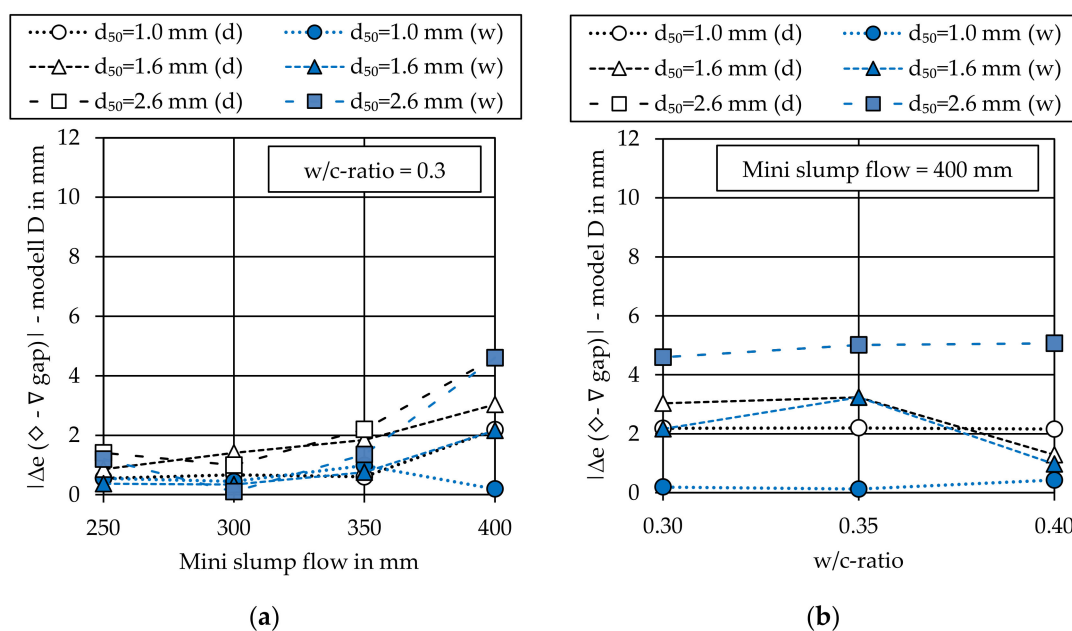 d₅₀=1.0 mm (d) d₅₀=1.0 mm (w)
d₅₀=1.6 mm (d) d₅₀=1.6 mm (w)
d₅₀=2.6 mm (d) d₅₀=2.6 mm (w)
|Δe (◇ - ∇ gap)| - modell D in mm
12
10
8
6
4
2
0
w/c-ratio = 0.3
250 300 350 400
Mini slump flow in mm
(a)
d₅₀=1.0 mm (d) d₅₀=1.0 mm (w)
d₅₀=1.6 mm (d) d₅₀=1.6 mm (w)
d₅₀=2.6 mm (d) d₅₀=2.6 mm (w)
|Δe (◇- ∇ gap)| - model D in mm
12
10
8
6
4
2
0
Mini slump flow = 400 mm
0.30 0.35 0.40
w/c-ratio
(b)